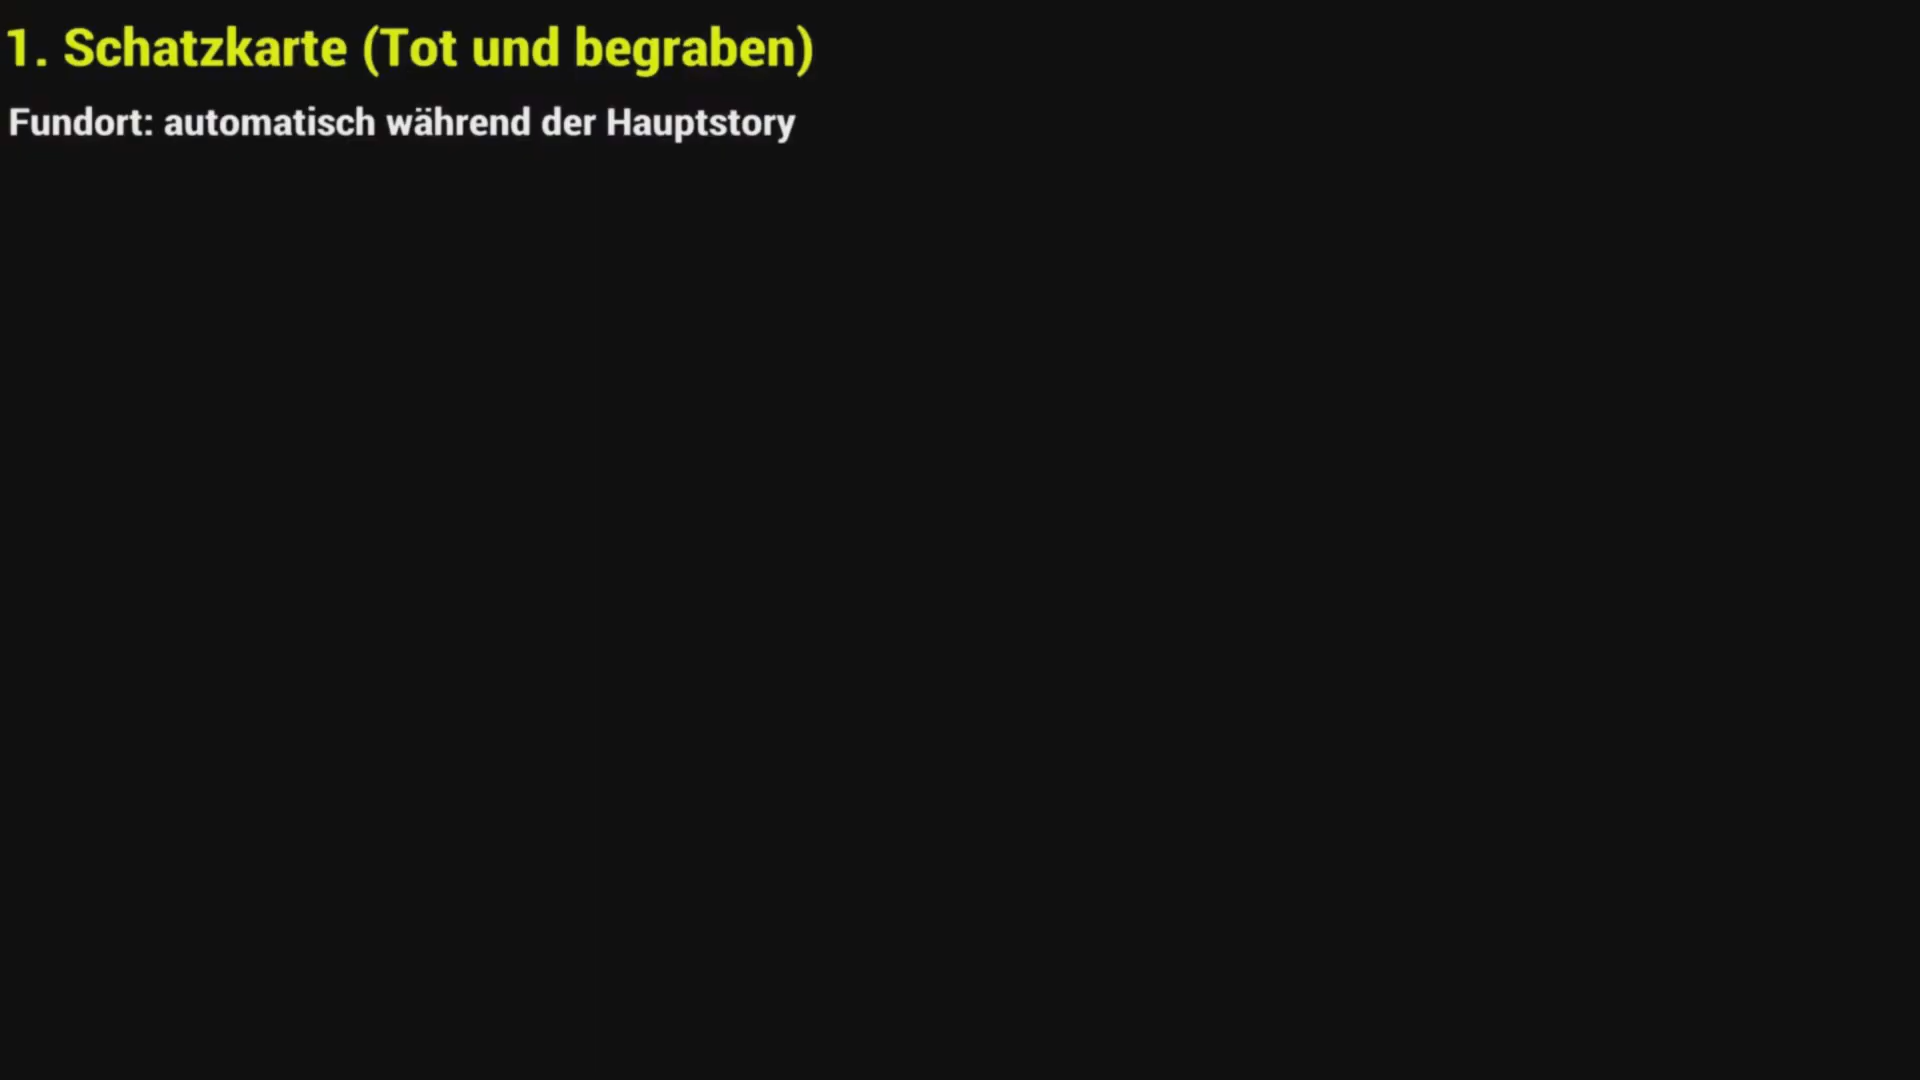 1. Schatzkarte (Tot und begraben)
Fundort: automatisch während der Hauptstory